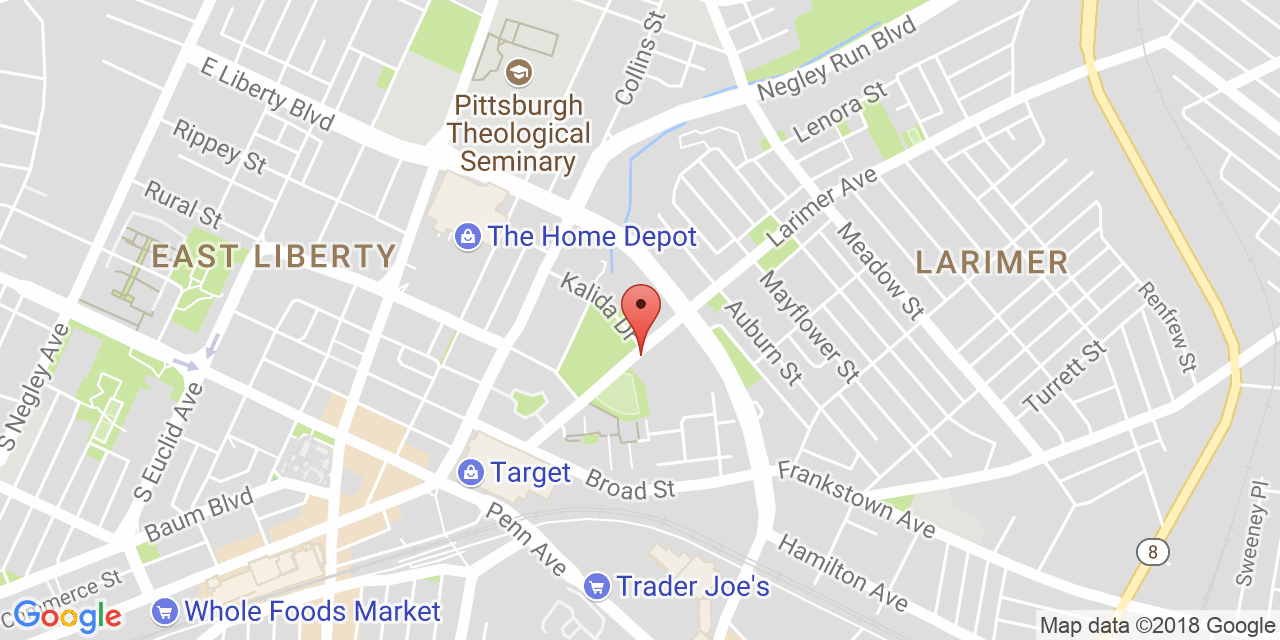 Collins St
Negley Run Blvd
E Liberty Blvd
Pittsburgh
Theological
Seminary
Lenora St
Rippey St
Rural St
Larimer Ave
The Home Depot
EAST LIBERTY
LARIMER
Meadow St
Kalida Dr
Mayflower St
Auburn St
Renfrew St
S Negley Ave
Turrett St
S Euclid Ave
Target
Broad St
Frankstown Ave
Baum Blvd
Penn Ave
Sweeney Pl
8
Hamilton Ave
Trader Joe's
Commerce St
Whole Foods Market
Google
Map data ©2018 Google